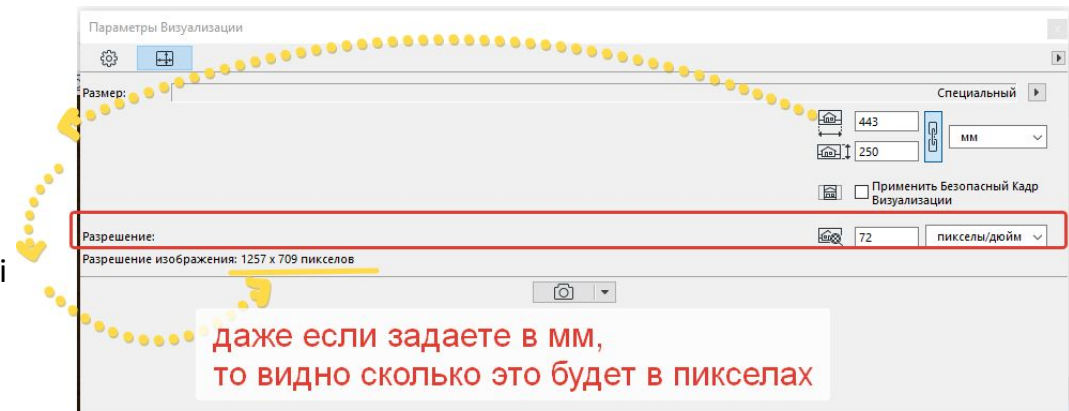 Параметры Визуализации
Размер:
Специальный
443
мм
250
Применить Безопасный Кадр
Визуализации
Разрешение:
72
пикселы/дюйм
i
Разрешение изображения: 1257 x 709 пикселов
даже если задаете в мм,
то видно сколько это будет в пикселах